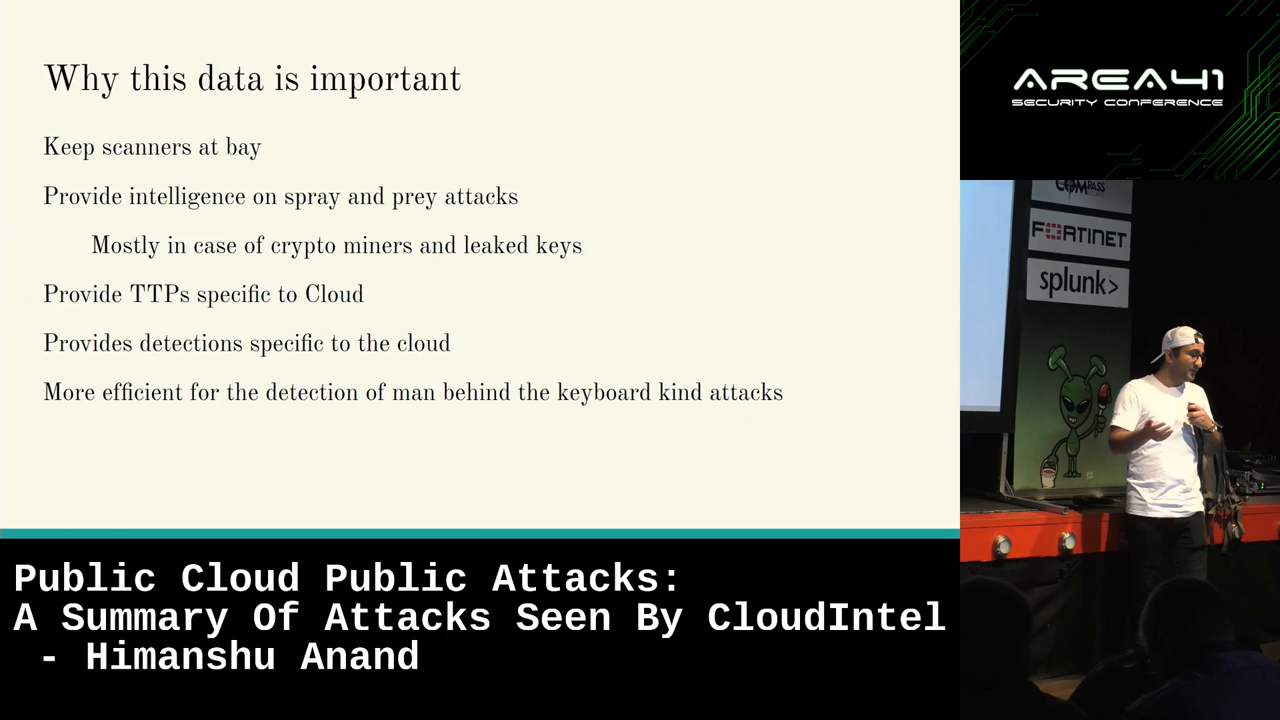 Why this data is important
Keep scanners at bay
Provide intelligence on spray and prey attacks
Mostly in case of crypto miners and leaked keys
Provide TTPs specific to Cloud
Provides detections specific to the cloud
More efficient for the detection of man behind the keyboard kind attacks
Public Cloud Public Attacks:
A Summary Of Attacks Seen By CloudIntel
- Himanshu Anand
AREA41
SECURITY CONFERENCE
COMPASS
FORTINET
splunk>